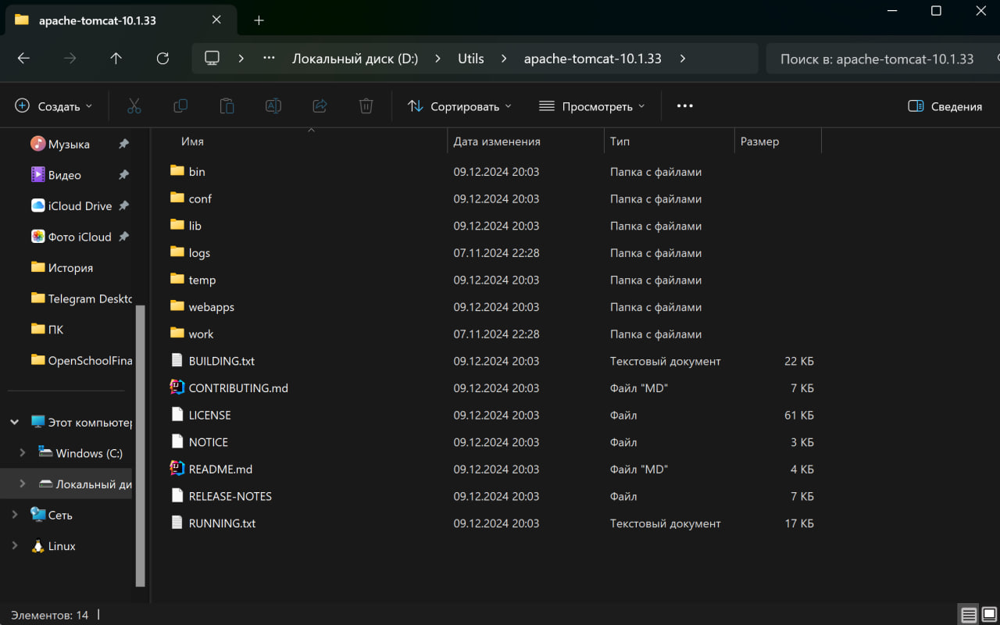 apache-tomcat-10.1.33
Локальный диск (D:) Utils apache-tomcat-10.1.33
Поиск в: apache-tomcat-10.1.33
Создать Сортировать Просмотреть Сведения
Музыка
Видео
iCloud Drive
Фото iCloud
История
Telegram Deskto
ПК
OpenSchoolFina
Этот компьютер
Windows (C:)
Локальный ди
Сеть
Linux
Имя Дата изменения Тип Размер
bin 09.12.2024 20:03 Папка с файлами
conf 09.12.2024 20:03 Папка с файлами
lib 09.12.2024 20:03 Папка с файлами
logs 07.11.2024 22:28 Папка с файлами
temp 09.12.2024 20:03 Папка с файлами
webapps 09.12.2024 20:03 Папка с файлами
work 07.11.2024 22:28 Папка с файлами
BUILDING.txt 09.12.2024 20:03 Текстовый документ 22 КБ
CONTRIBUTING.md 09.12.2024 20:03 Файл "MD" 7 КБ
LICENSE 09.12.2024 20:03 Файл 61 КБ
NOTICE 09.12.2024 20:03 Файл 3 КБ
README.md 09.12.2024 20:03 Файл "MD" 4 КБ
RELEASE-NOTES 09.12.2024 20:03 Файл 7 КБ
RUNNING.txt 09.12.2024 20:03 Текстовый документ 17 КБ
Элементов: 14